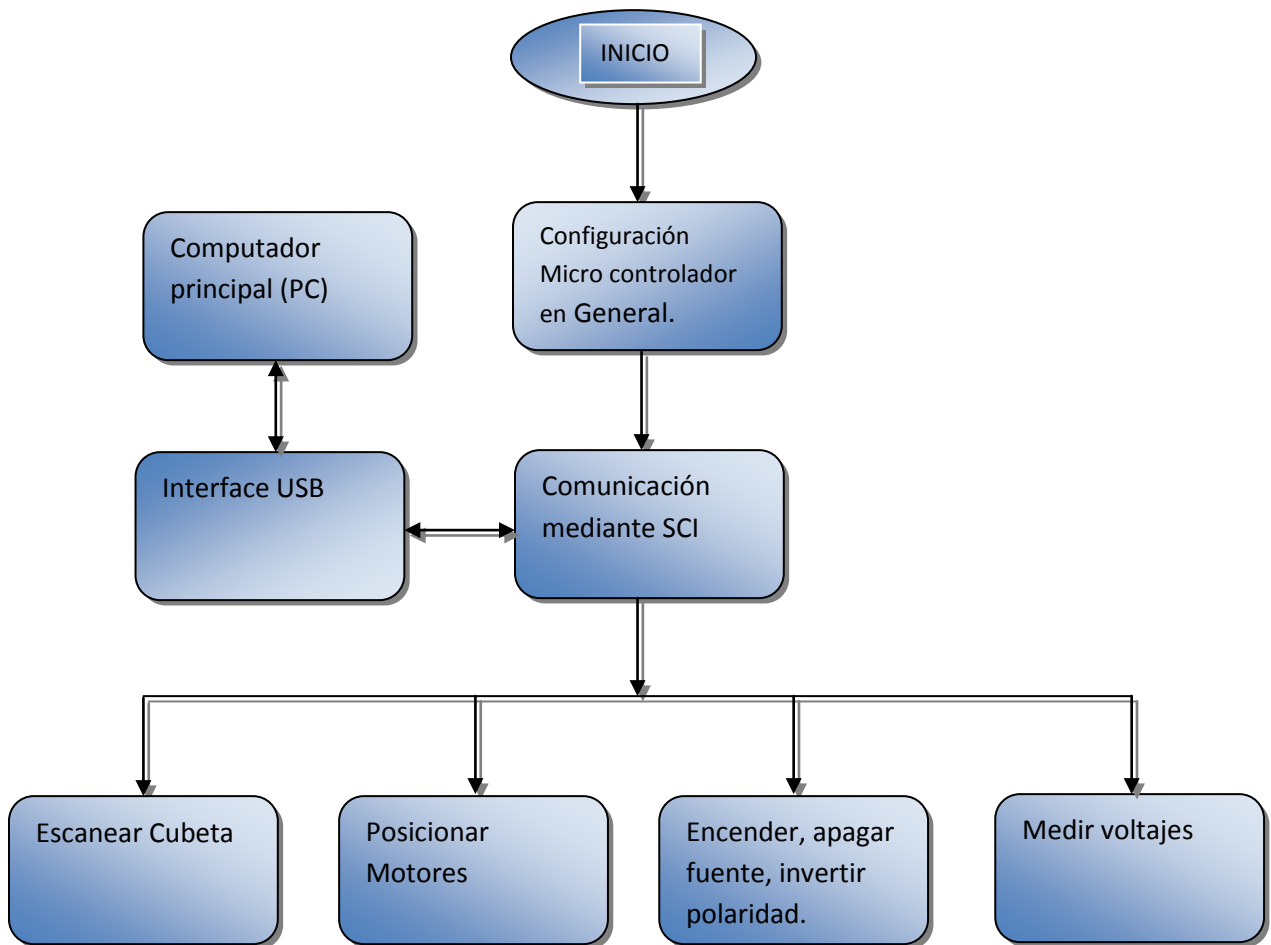 INICIO
Computador
principal (PC)
Configuración
Micro controlador
en General.
Interface USB
Comunicación
mediante SCI
Escanear Cubeta
Posicionar
Motores
Encender, apagar
fuente, invertir
polaridad.
Medir voltajes